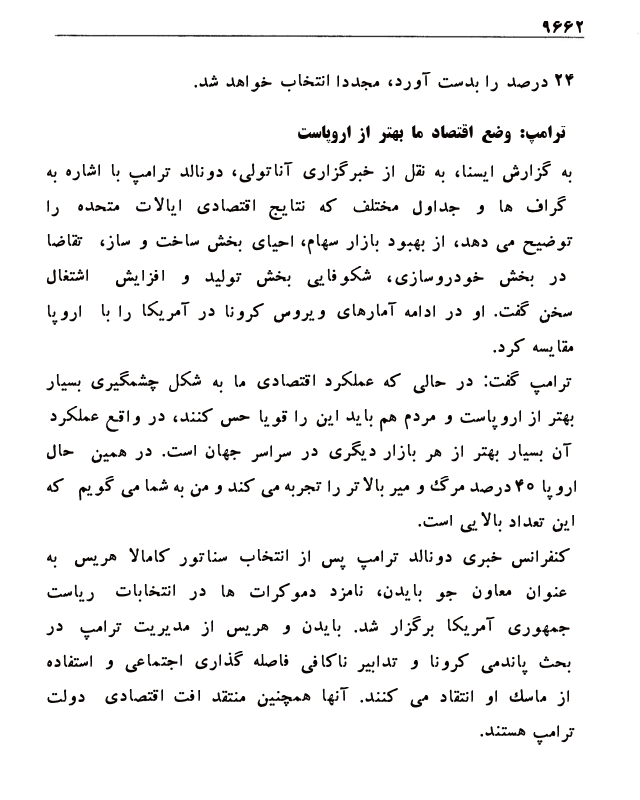 ۹۶۶۲
۲۴ درصد را بدست آورد، مجددا انتخاب خواهد شد.
ترامپ: وضع اقتصاد ما بهتر از اروپاست
به گزارش ایسنا، به نقل از خبرگزاری آناتولی، دونالد ترامپ با اشاره به
گراف ها و جداول مختلف که نتایج اقتصادی ایالات متحده را
توضیح می دهد، از بهبود بازار سهام، احیای بخش ساخت و ساز، تقاضا
در بخش خودروسازی، شکوفایی بخش تولید و افزایش اشتغال
سخن گفت. او در ادامه آمارهای ویروس کرونا در آمریکا را با اروپا
مقایسه کرد.
ترامپ گفت: در حالی که عملکرد اقتصادی ما به شکل چشمگیری بسیار
بهتر از اروپاست و مردم هم باید این را قویا حس کنند، در واقع عملکرد
آن بسیار بهتر از هر بازار دیگری در سراسر جهان است. در همین حال
اروپا ۴۰ درصد مرگ و میر بالاتر را تجربه می کند و من به شما می گویم که
این تعداد بالایی است.
کنفرانس خبری دونالد ترامپ پس از انتخاب سناتور کامالا هریس به
عنوان معاون جو بایدن، نامزد دموکرات ها در انتخابات ریاست
جمهوری آمریکا برگزار شد. بایدن و هریس از مدیریت ترامپ در
بحث پاندمی کرونا و تدابیر ناکافی فاصله گذاری اجتماعی و استفاده
از ماسک او انتقاد می کنند. آنها همچنین منتقد افت اقتصادی دولت
ترامپ هستند.